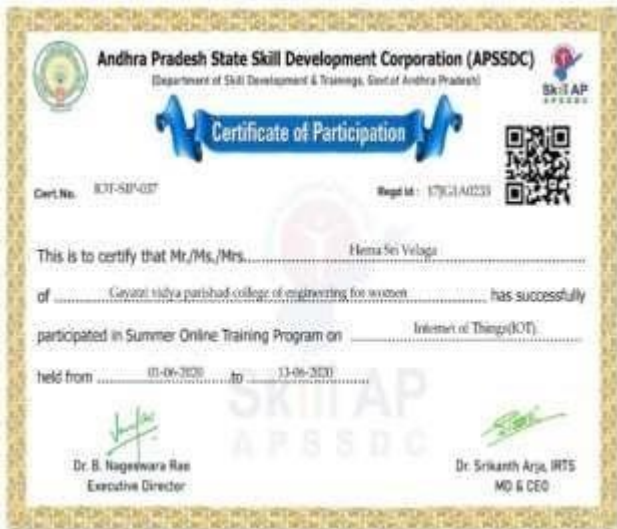 Andhra Pradesh State Skill Development Corporation (APSSDC)
(Department of Skill Development & Trainings, Govt of Andhra Pradesh)
Skill AP
APSSDC
Certificate of Participation
Cert.No. IOT-SIP-037
Regd Id : 17JG1A0233
This is to certify that Mr./Ms./Mrs. Hema Sri Velaga
of Gayatri vidya parishad college of engineering for women has successfully
participated in Summer Online Training Program on Internet of Things(IOT)
held from 01-06-2020 to 13-06-2020
Skill AP
APSSDC
Dr. B. Nageswara Rao
Executive Director
Dr. Srikanth Arja, IRTS
MD & CEO